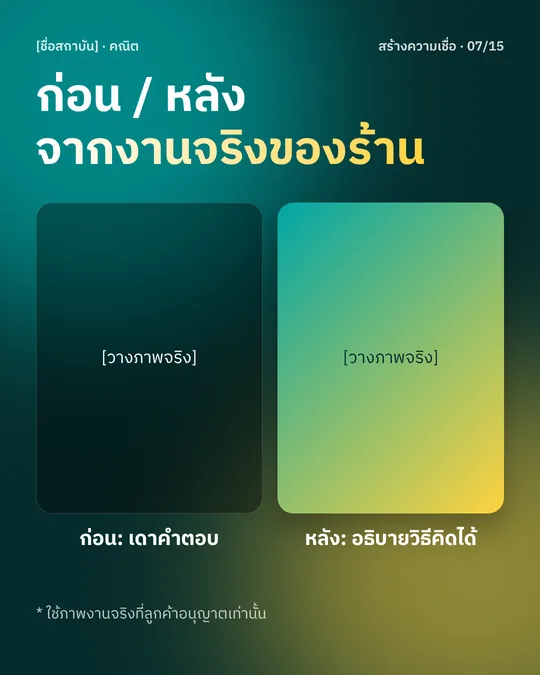 [ชื่อสถาบัน] · คณิต
สร้างความเชื่อ · 07/15
ก่อน / หลัง
จากงานจริงของร้าน
[วางภาพจริง]
[วางภาพจริง]
ก่อน: เดาคำตอบ
หลัง: อธิบายวิธีคิดได้
* ใช้ภาพงานจริงที่ลูกค้าอนุญาตเท่านั้น